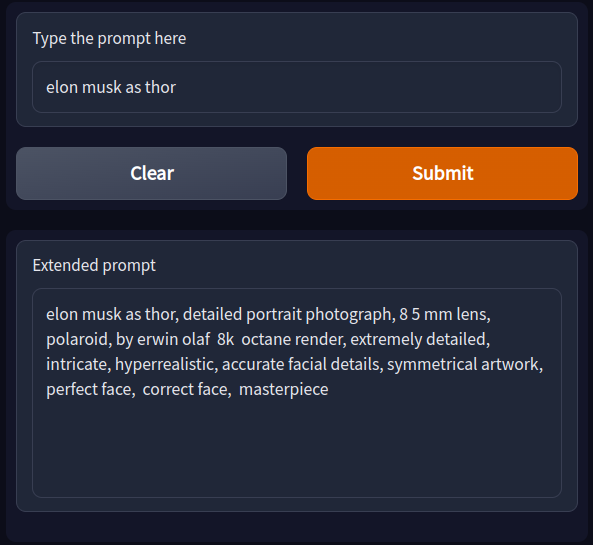 Type the prompt here
elon musk as thor
Clear
Submit
Extended prompt
elon musk as thor, detailed portrait photograph, 8 5 mm lens,
polaroid, by erwin olaf  8k  octane render, extremely detailed,
intricate, hyperrealistic, accurate facial details, symmetrical artwork,
perfect face,  correct face,  masterpiece